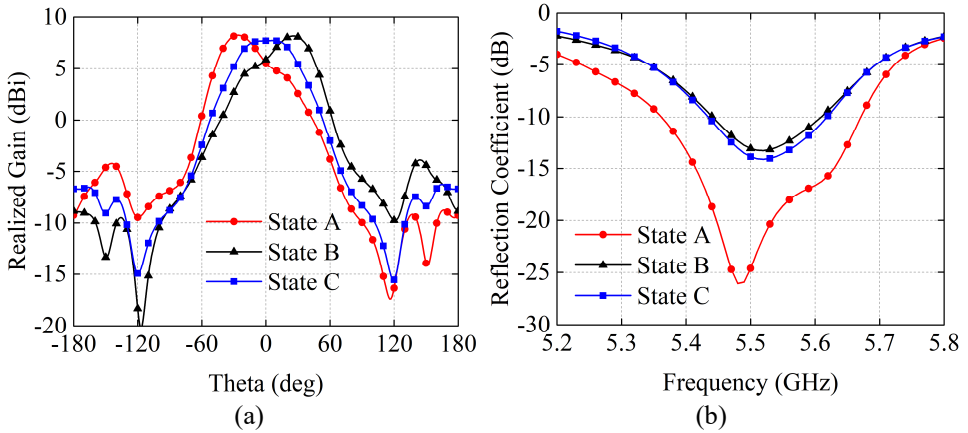 10
5
0
-5
-10
-15
-20
-180 -120 -60 0 60 120 180
Realized Gain (dBi)
Theta (deg)
State A
State B
State C
(a)
0
-5
-10
-15
-20
-25
-30
5.2 5.3 5.4 5.5 5.6 5.7 5.8
Reflection Coefficient (dB)
Frequency (GHz)
State A
State B
State C
(b)